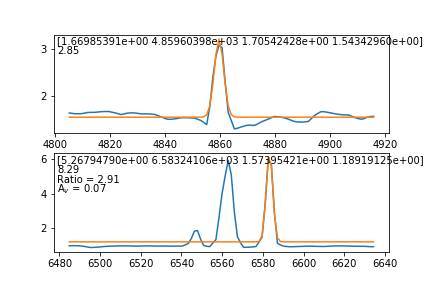 [1.66985391e+00 4.85960398e+03 1.70542428e+00 1.54342960e+00]
2.85
3
2
4800 4820 4840 4860 4880 4900 4920
[5.26794790e+00 6.58324106e+03 1.57395421e+00 1.18919125e+00]
8.29
Ratio = 2.91
Av = 0.07
6
4
2
6480 6500 6520 6540 6560 6580 6600 6620 6640